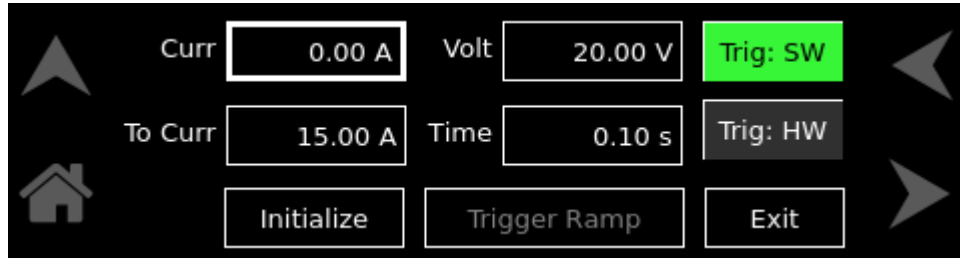 Curr 0.00 A Volt 20.00 V Trig: SW
To Curr 15.00 A Time 0.10 s Trig: HW
Initialize Trigger Ramp Exit